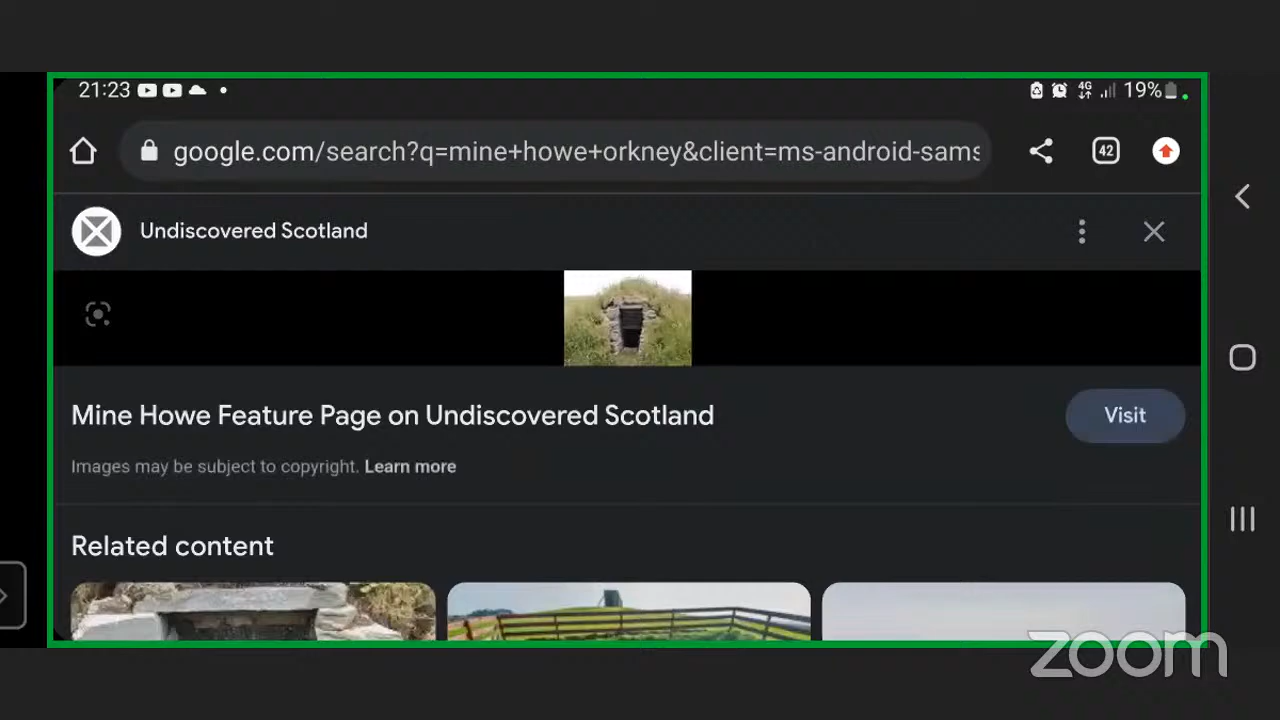 21:23
4G
19%
google.com/search?q=mine+howe+orkney&client=ms-android-sams
42
Undiscovered Scotland
Mine Howe Feature Page on Undiscovered Scotland
Visit
Images may be subject to copyright. Learn more
Related content
zoom